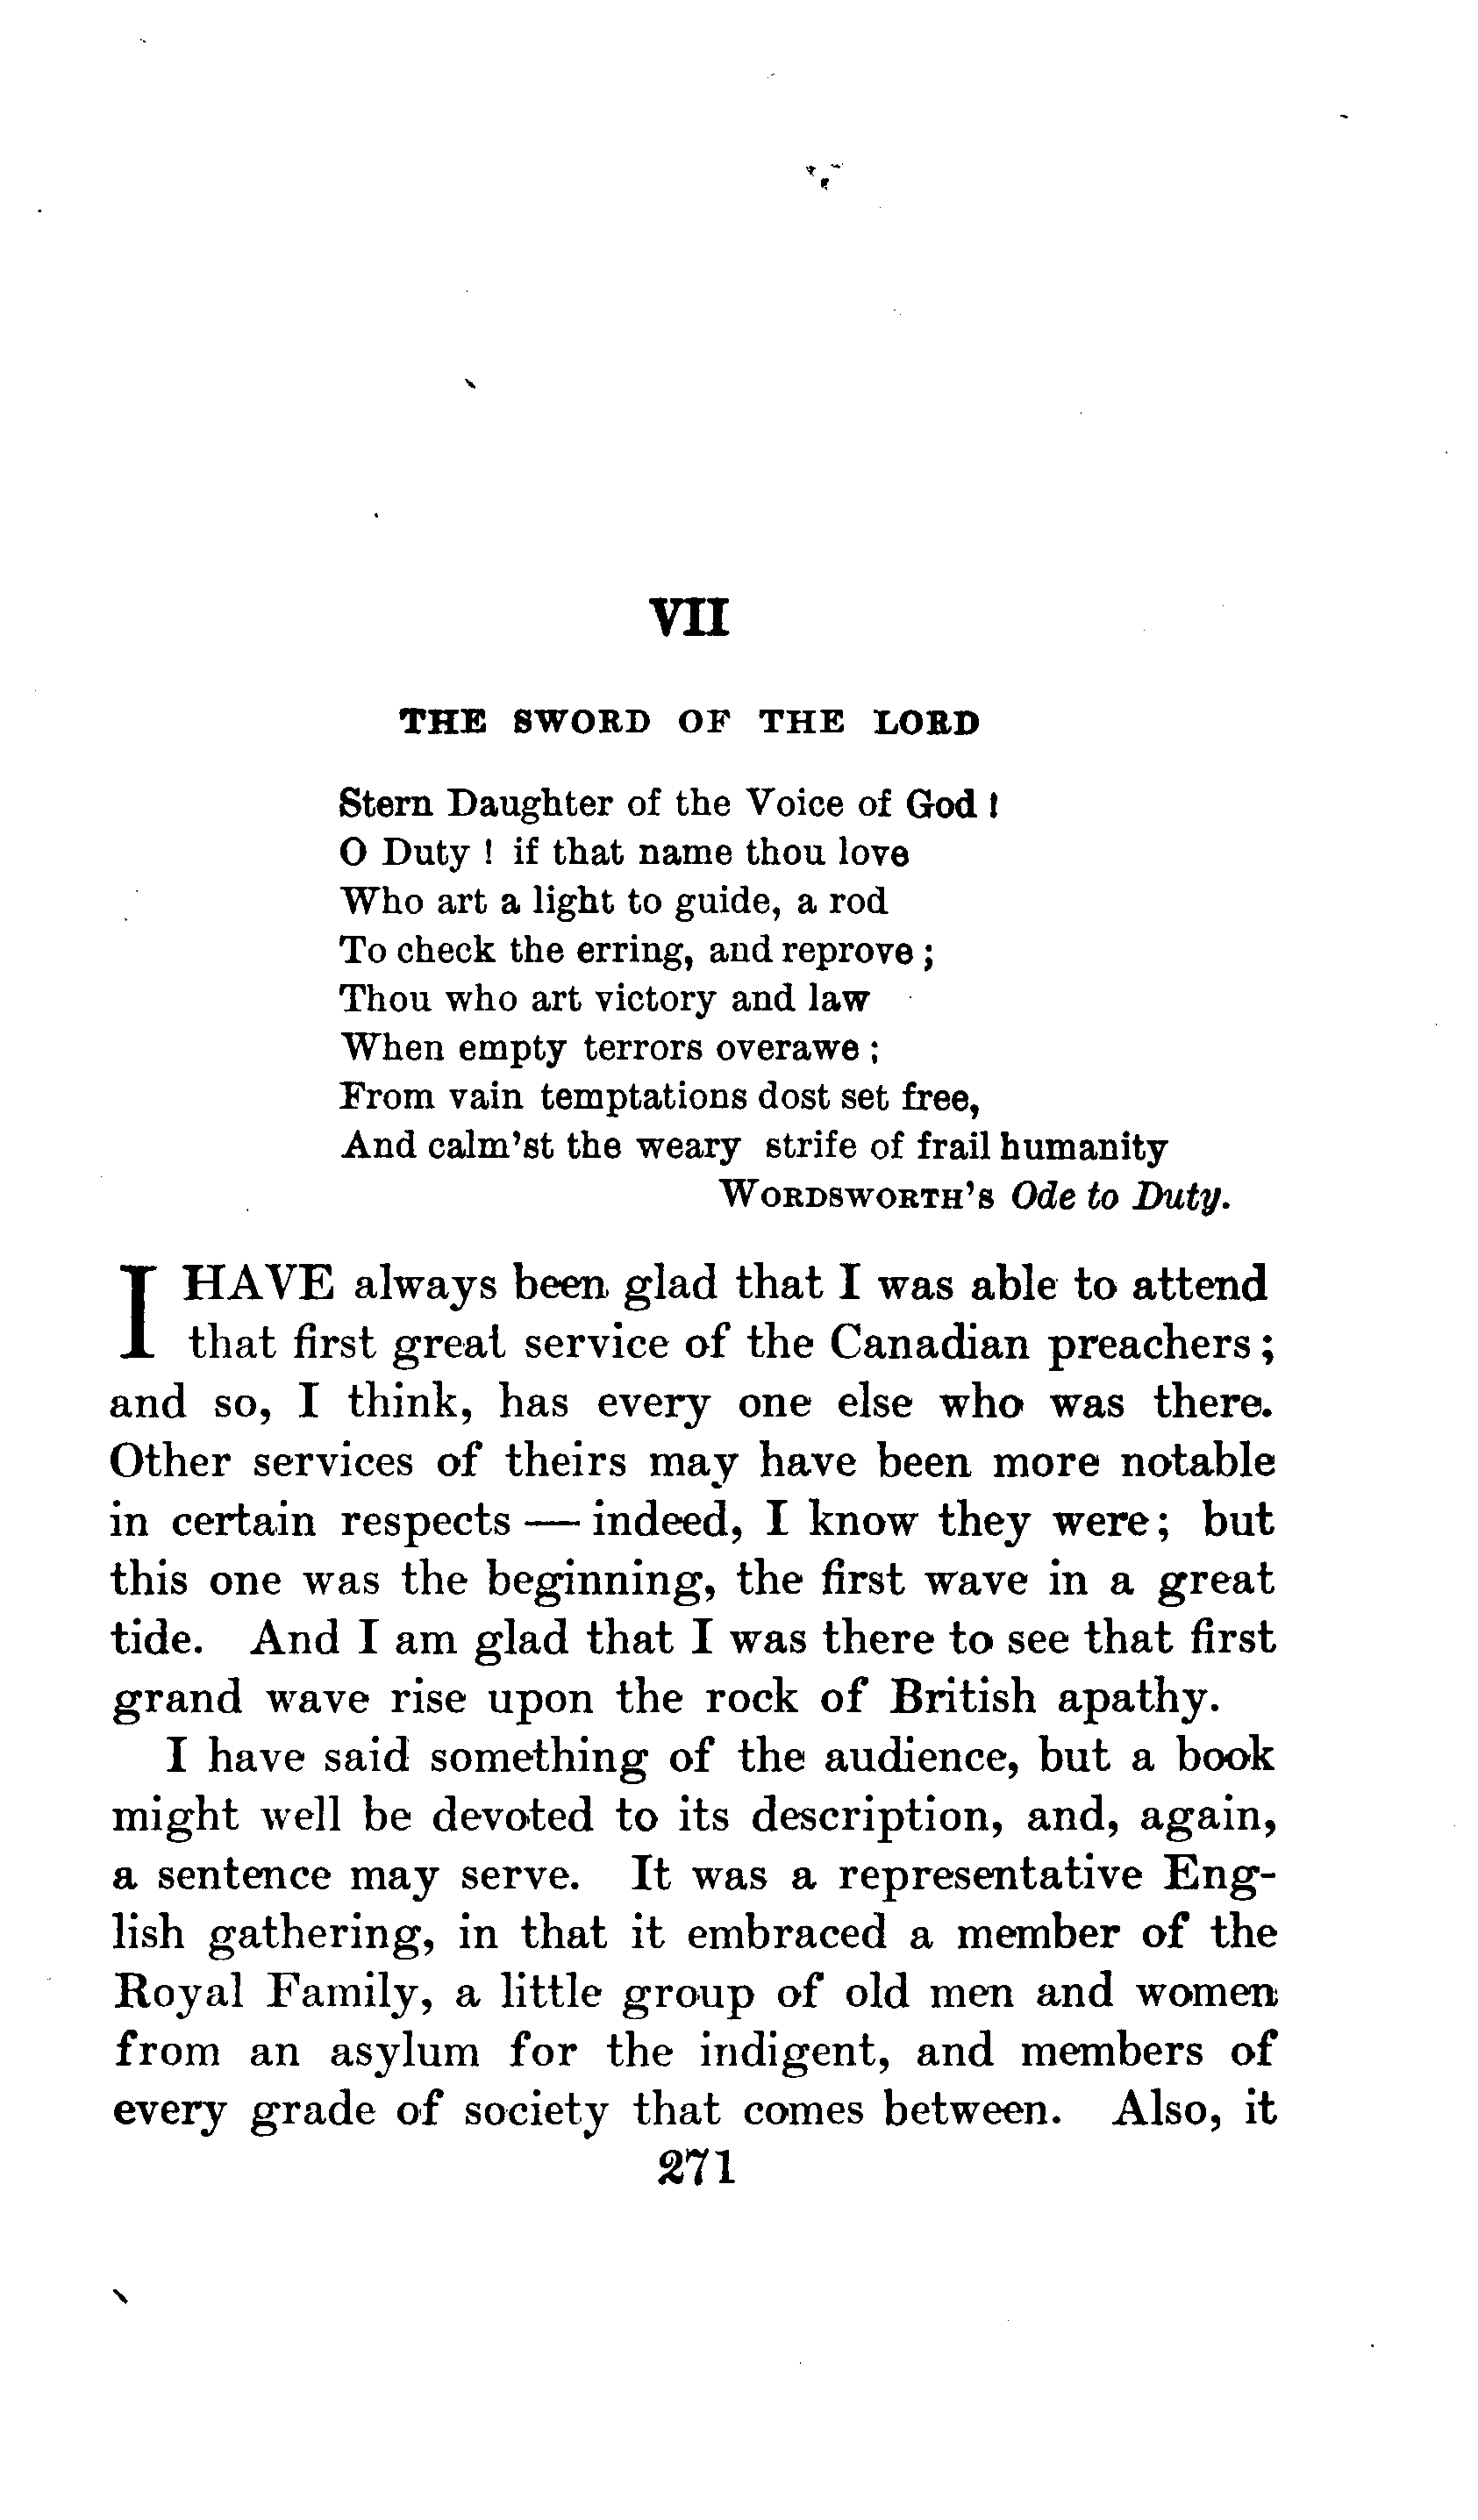 VII
THE SWORD OF THE LORD
Stern Daughter of the Voice of God !
O Duty ! if that name thou love
Who art a light to guide, a rod
To check the erring, and reprove ;
Thou who art victory and law
When empty terrors overawe ;
From vain temptations dost set free,
And calm'st the weary strife of frail humanity
WORDSWORTH'S Ode to Duty.
I HAVE always been glad that I was able to attend
that first great service of the Canadian preachers ;
and so, I think, has every one else who was there.
Other services of theirs may have been more notable
in certain respects — indeed, I know they were ; but
this one was the beginning, the first wave in a great
tide. And I am glad that I was there to see that first
grand wave rise upon the rock of British apathy.
I have said something of the audience, but a book
might well be devoted to its description, and, again,
a sentence may serve. It was a representative Eng-
lish gathering, in that it embraced a member of the
Royal Family, a little group of old men and women
from an asylum for the indigent, and members of
every grade of society that comes between. Also, it
271